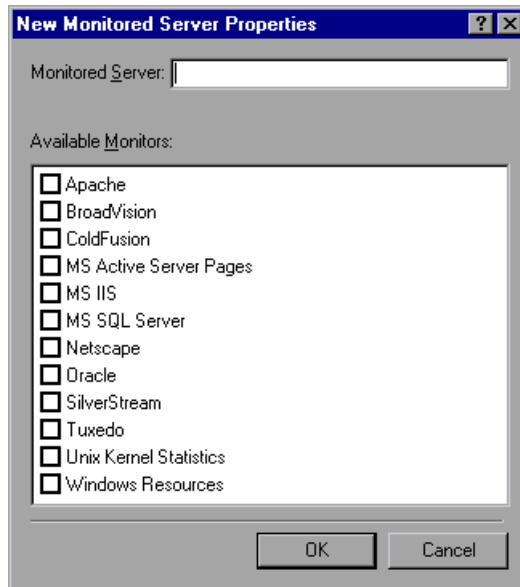 New Monitored Server Properties
Monitored Server:
Available Monitors:
Apache
BroadVision
ColdFusion
MS Active Server Pages
MS IIS
MS SQL Server
Netscape
Oracle
SilverStream
Tuxedo
Unix Kernel Statistics
Windows Resources
OK Cancel